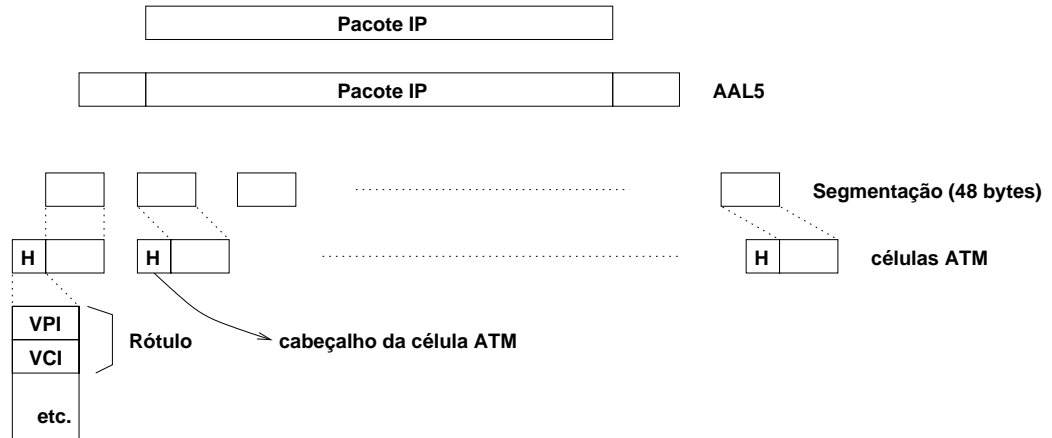 Pacote IP
Pacote IP
AAL5
Segmentação (48 bytes)
H
H
H
células ATM
VPI
VCI
Rótulo
cabeçalho da célula ATM
etc.